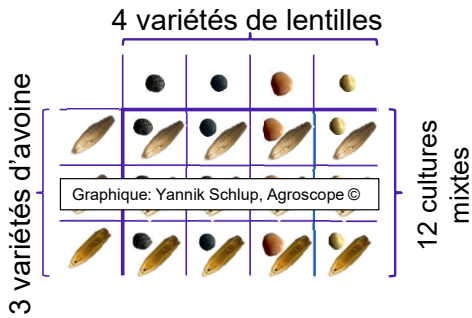 4 variétés de lentilles
3 variétés d’avoine
Graphique: Yannik Schlup, Agroscope ©
12 cultures
mixtes